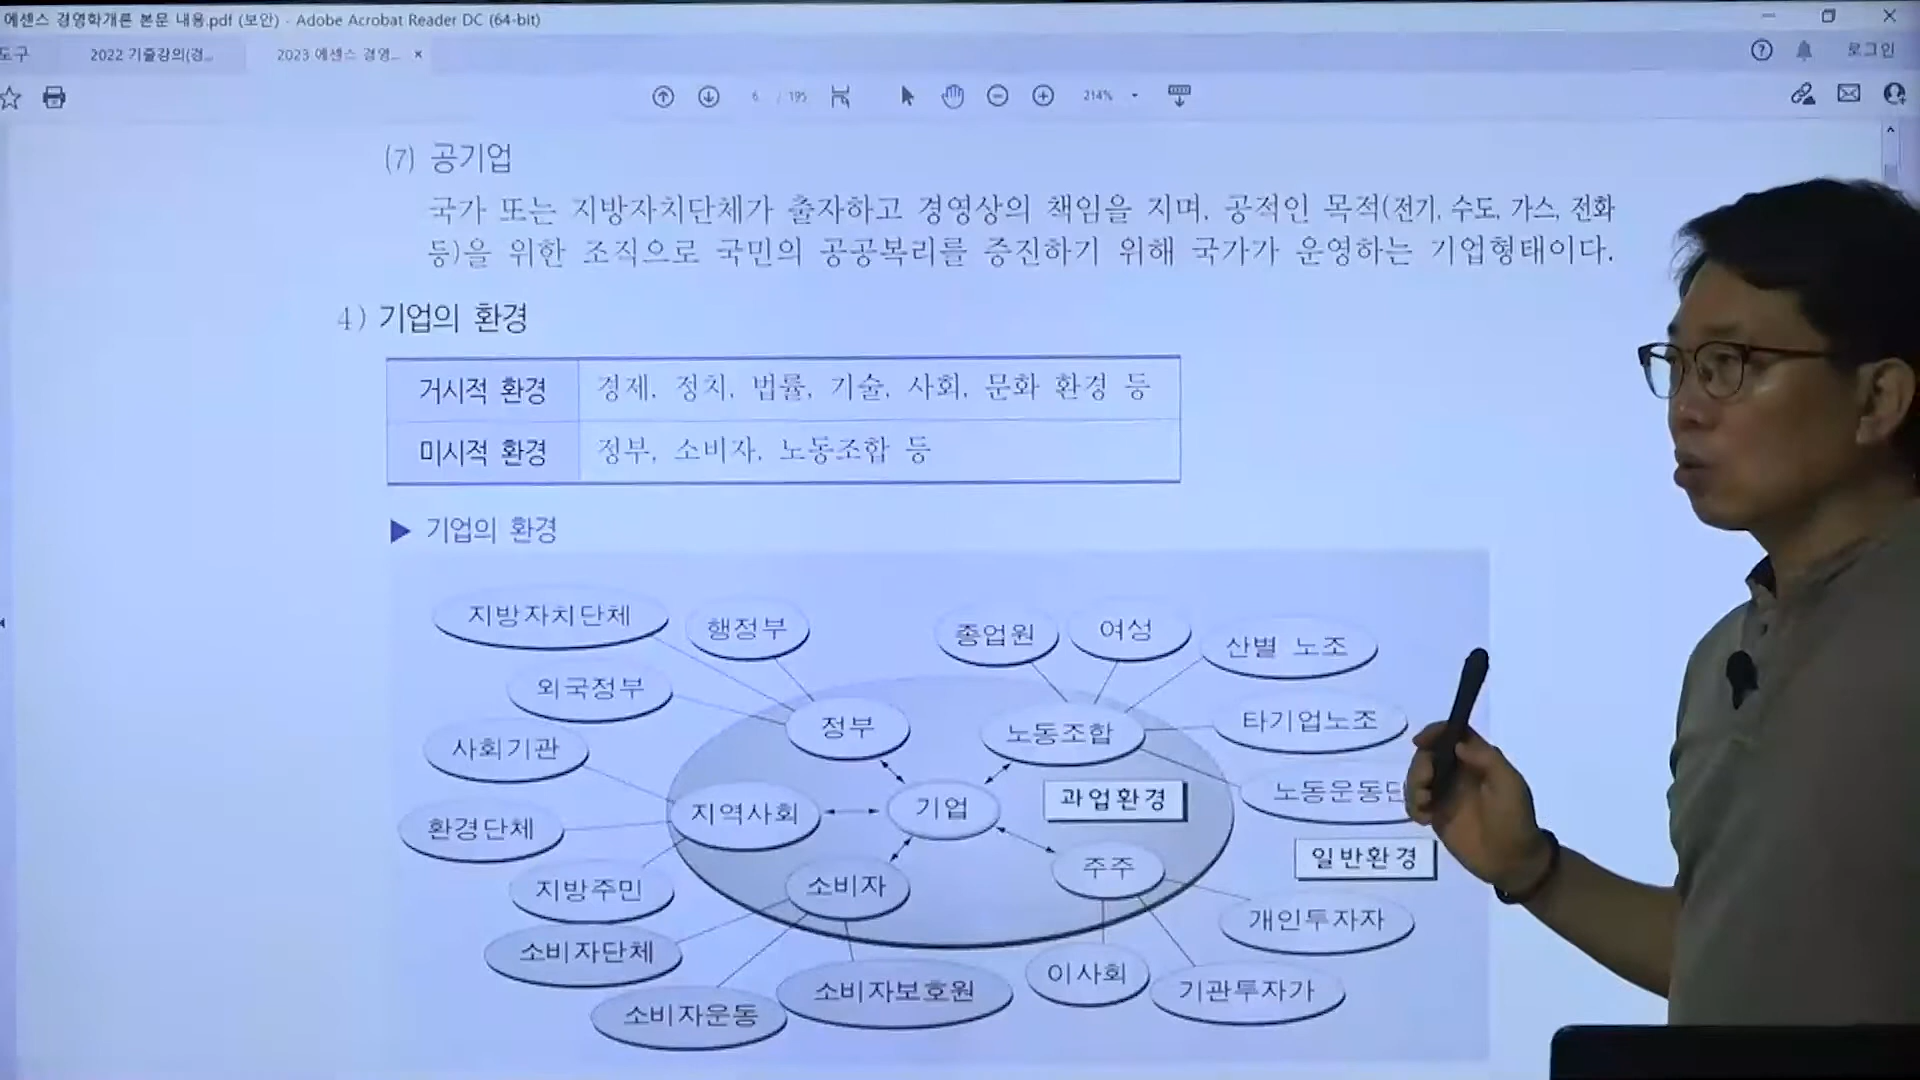 에센스 경영학개론 본문 내용.pdf (보안) - Adobe Acrobat Reader DC (64-bit)
도구 2022 기출강의(경... 2023 에센스 경영... × 로그인
6 / 195 214%
(7) 공기업
국가 또는 지방자치단체가 출자하고 경영상의 책임을 지며, 공적인 목적(전기, 수도, 가스, 전화
등)을 위한 조직으로 국민의 공공복리를 증진하기 위해 국가가 운영하는 기업형태이다.
4) 기업의 환경
거시적 환경 경제, 정치, 법률, 기술, 사회, 문화 환경 등
미시적 환경 정부, 소비자, 노동조합 등
▶ 기업의 환경
지방자치단체 행정부 종업원 여성 산별 노조
외국정부 정부 노동조합 타기업노조
사회기관
지역사회 기업 과업환경 노동운동단
환경단체 일반환경
지방주민 소비자 주주
소비자단체 개인투자자
소비자운동 소비자보호원 이사회 기관투자가